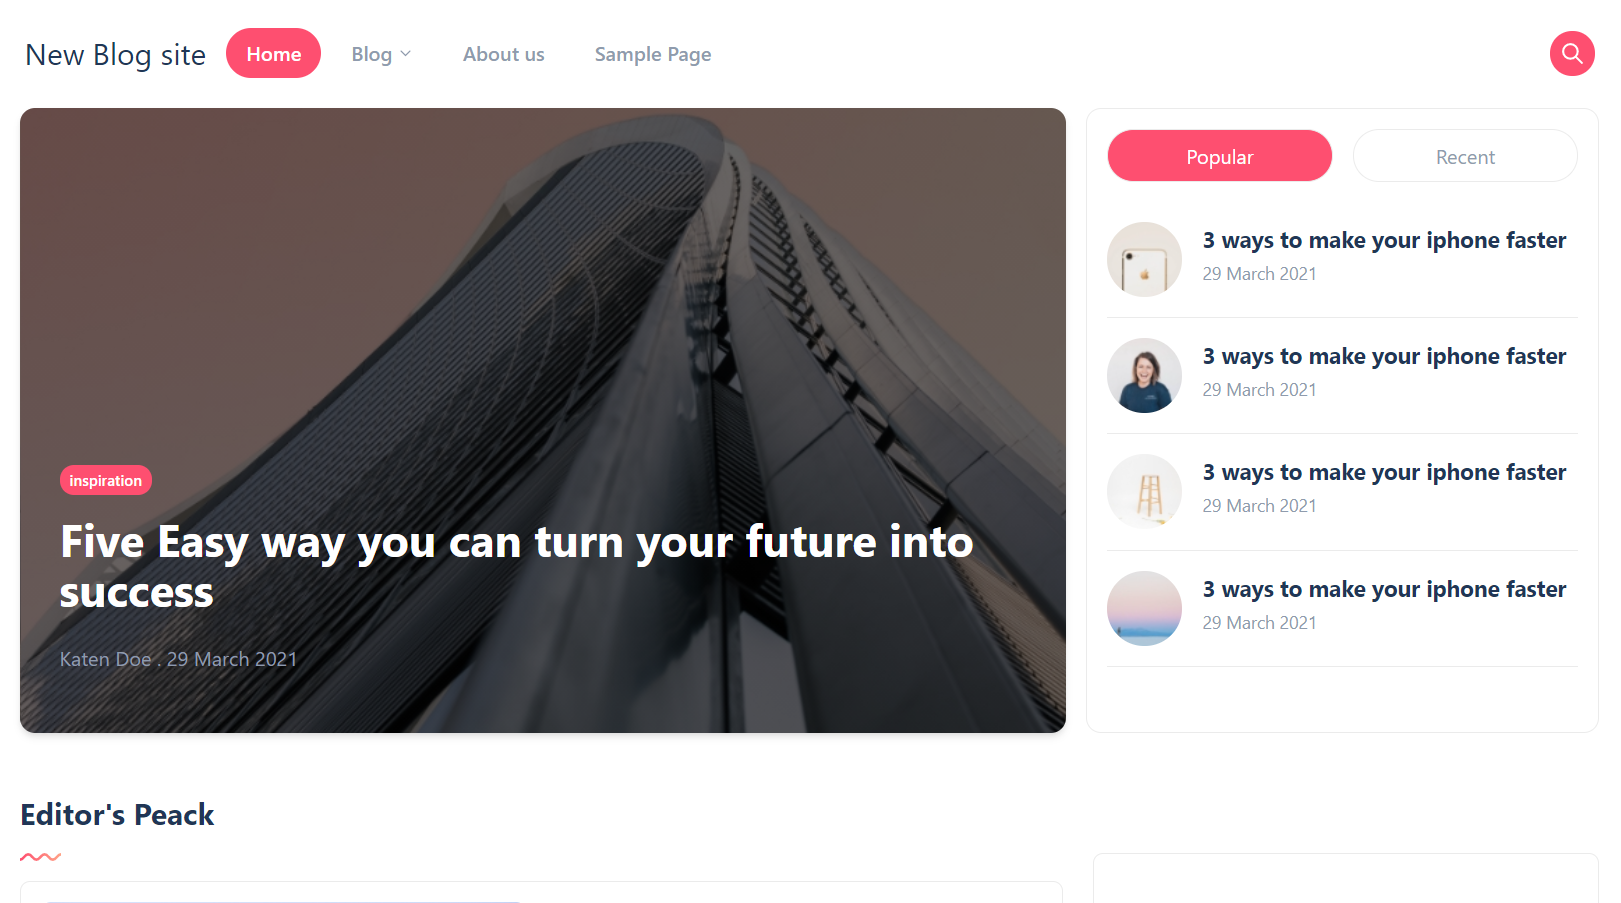 New Blog site
Home
Blog
About us
Sample Page
inspiration
Five Easy way you can turn your future into
success
Katen Doe . 29 March 2021
Popular
Recent
3 ways to make your iphone faster
29 March 2021
3 ways to make your iphone faster
29 March 2021
3 ways to make your iphone faster
29 March 2021
3 ways to make your iphone faster
29 March 2021
Editor's Peack